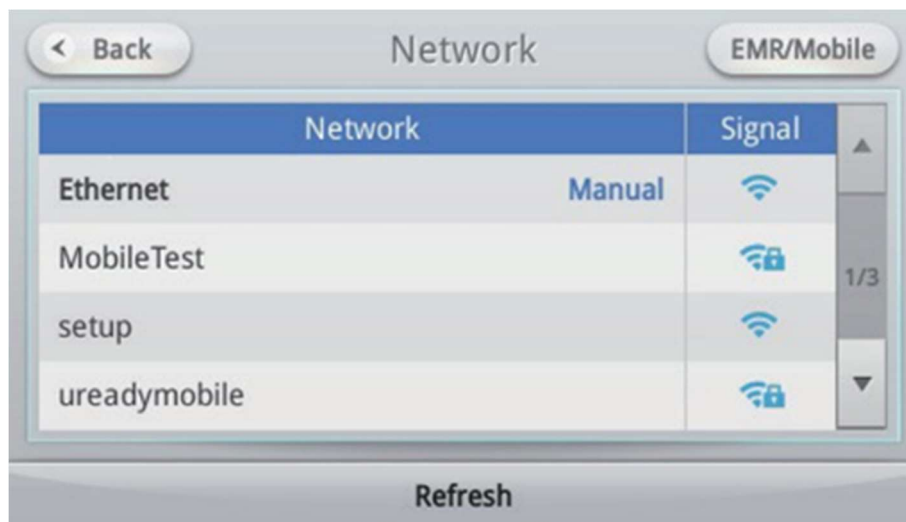 Back Network EMR/Mobile
Network Signal
Ethernet Manual
MobileTest
1/3
setup
ureadymobile
Refresh